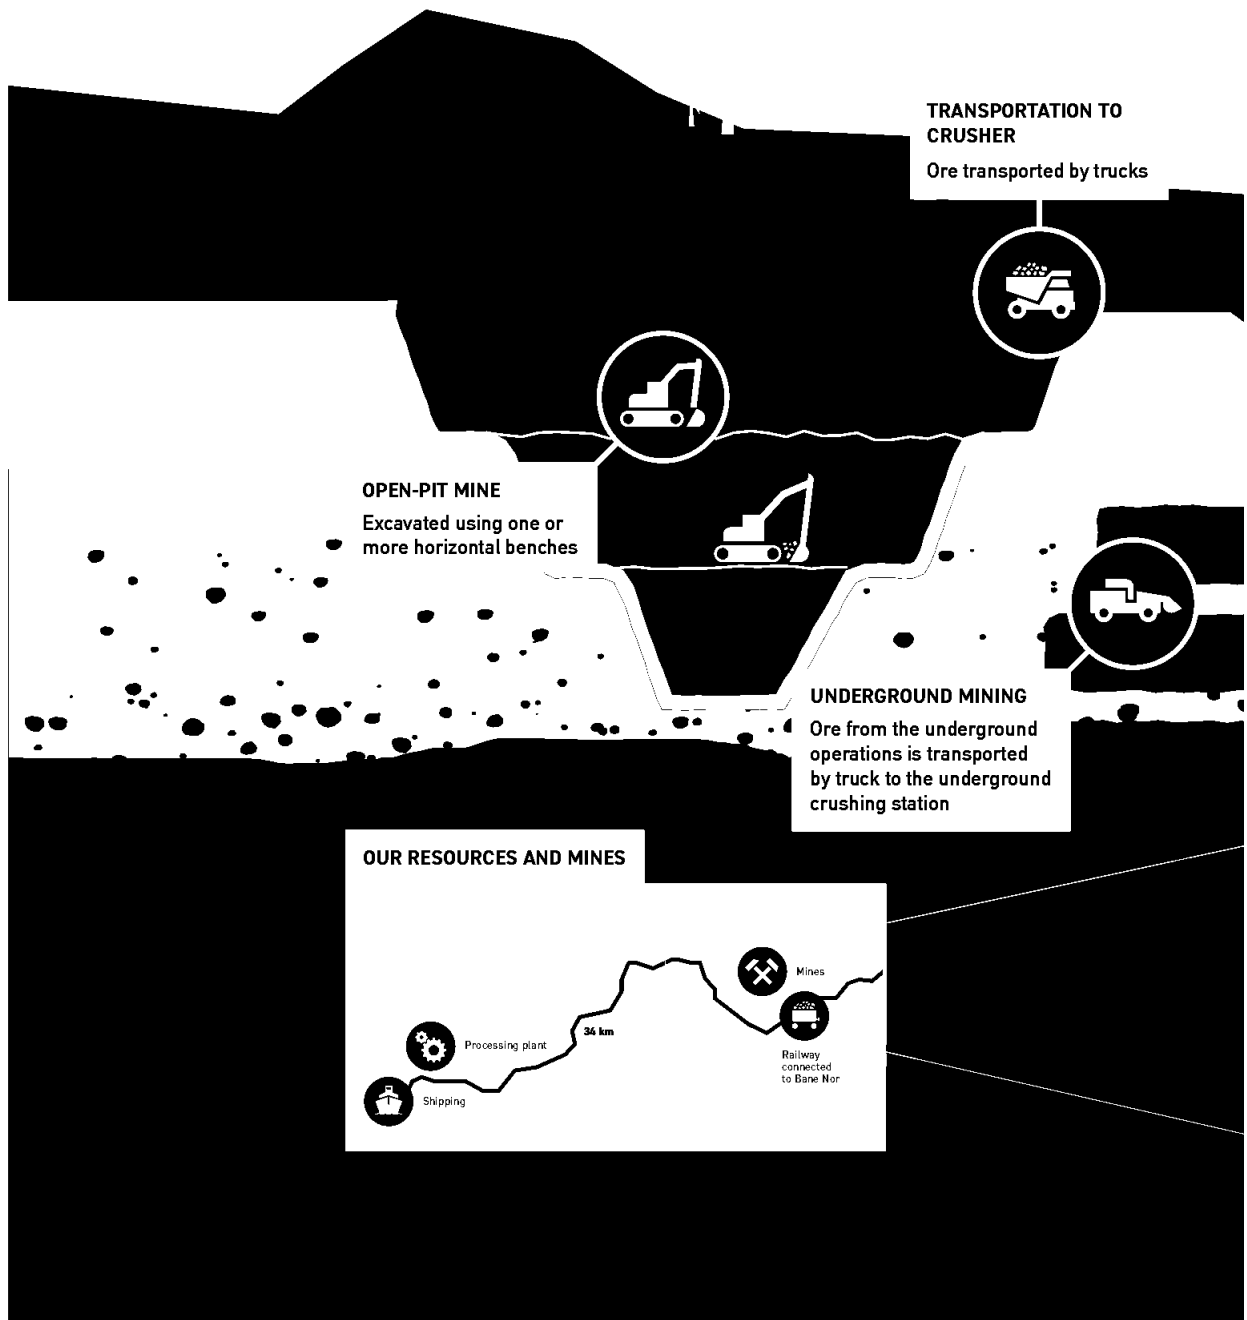 TRANSPORTATION TO
CRUSHER
Ore transported by trucks
OPEN-PIT MINE
Excavated using one or
more horizontal benches
UNDERGROUND MINING
Ore from the underground
operations is transported
by truck to the underground
crushing station
OUR RESOURCES AND MINES
Mines
34 km
Processing plant
Railway
connected
to Bane Nor
Shipping